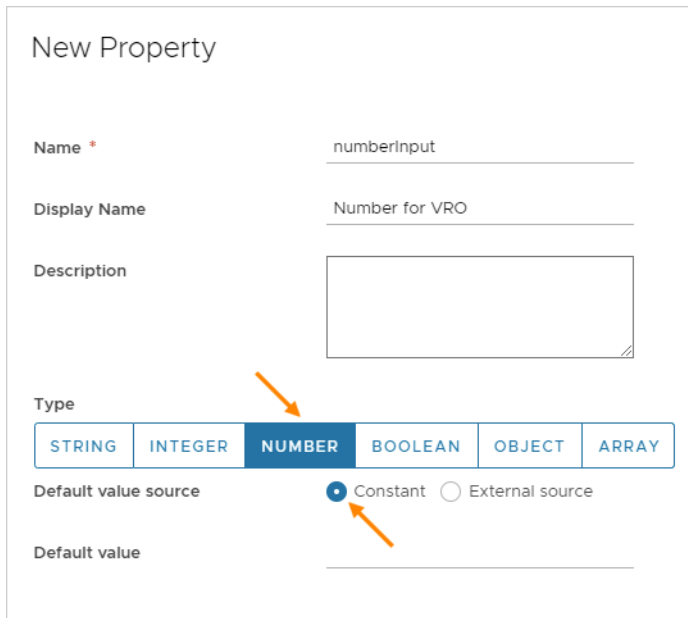 New Property
Name * numberInput
Display Name Number for VRO
Description
Type
STRING INTEGER NUMBER BOOLEAN OBJECT ARRAY
Default value source Constant External source
Default value